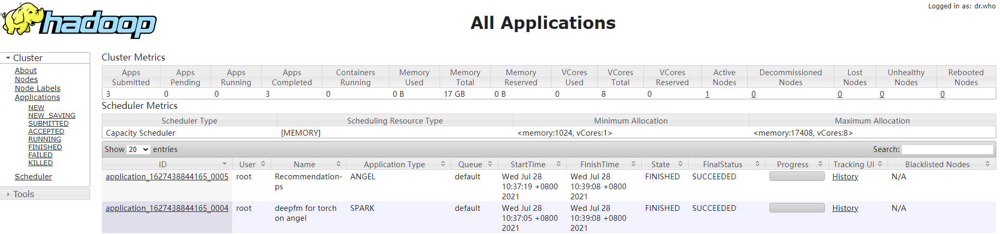 Logged in as: dr.who
hadoop
All Applications
Cluster
About
Nodes
Node Labels
Applications
NEW
NEW_SAVING
SUBMITTED
ACCEPTED
RUNNING
FINISHED
FAILED
KILLED
Scheduler
Tools
Cluster Metrics
Apps Submitted Apps Pending Apps Running Apps Completed Containers Running Memory Used Memory Total Memory Reserved VCores Used VCores Total VCores Reserved Active Nodes Decommissioned Nodes Lost Nodes Unhealthy Nodes Rebooted Nodes
3 0 0 3 0 0 B 17 GB 0 B 0 8 0 1 0 0 0 0
Scheduler Metrics
Scheduler Type Scheduling Resource Type Minimum Allocation Maximum Allocation
Capacity Scheduler [MEMORY] <memory:1024, vCores:1> <memory:17408, vCores:8>
Show 20 entries Search:
ID User Name Application Type Queue StartTime FinishTime State FinalStatus Progress Tracking UI Blacklisted Nodes
application_1627438844165_0005 root Recommendation-ps ANGEL default Wed Jul 28 10:37:19 +0800 2021 Wed Jul 28 10:39:08 +0800 2021 FINISHED SUCCEEDED History N/A
application_1627438844165_0004 root deepfm for torch on angel SPARK default Wed Jul 28 10:37:05 +0800 2021 Wed Jul 28 10:39:08 +0800 2021 FINISHED SUCCEEDED History N/A